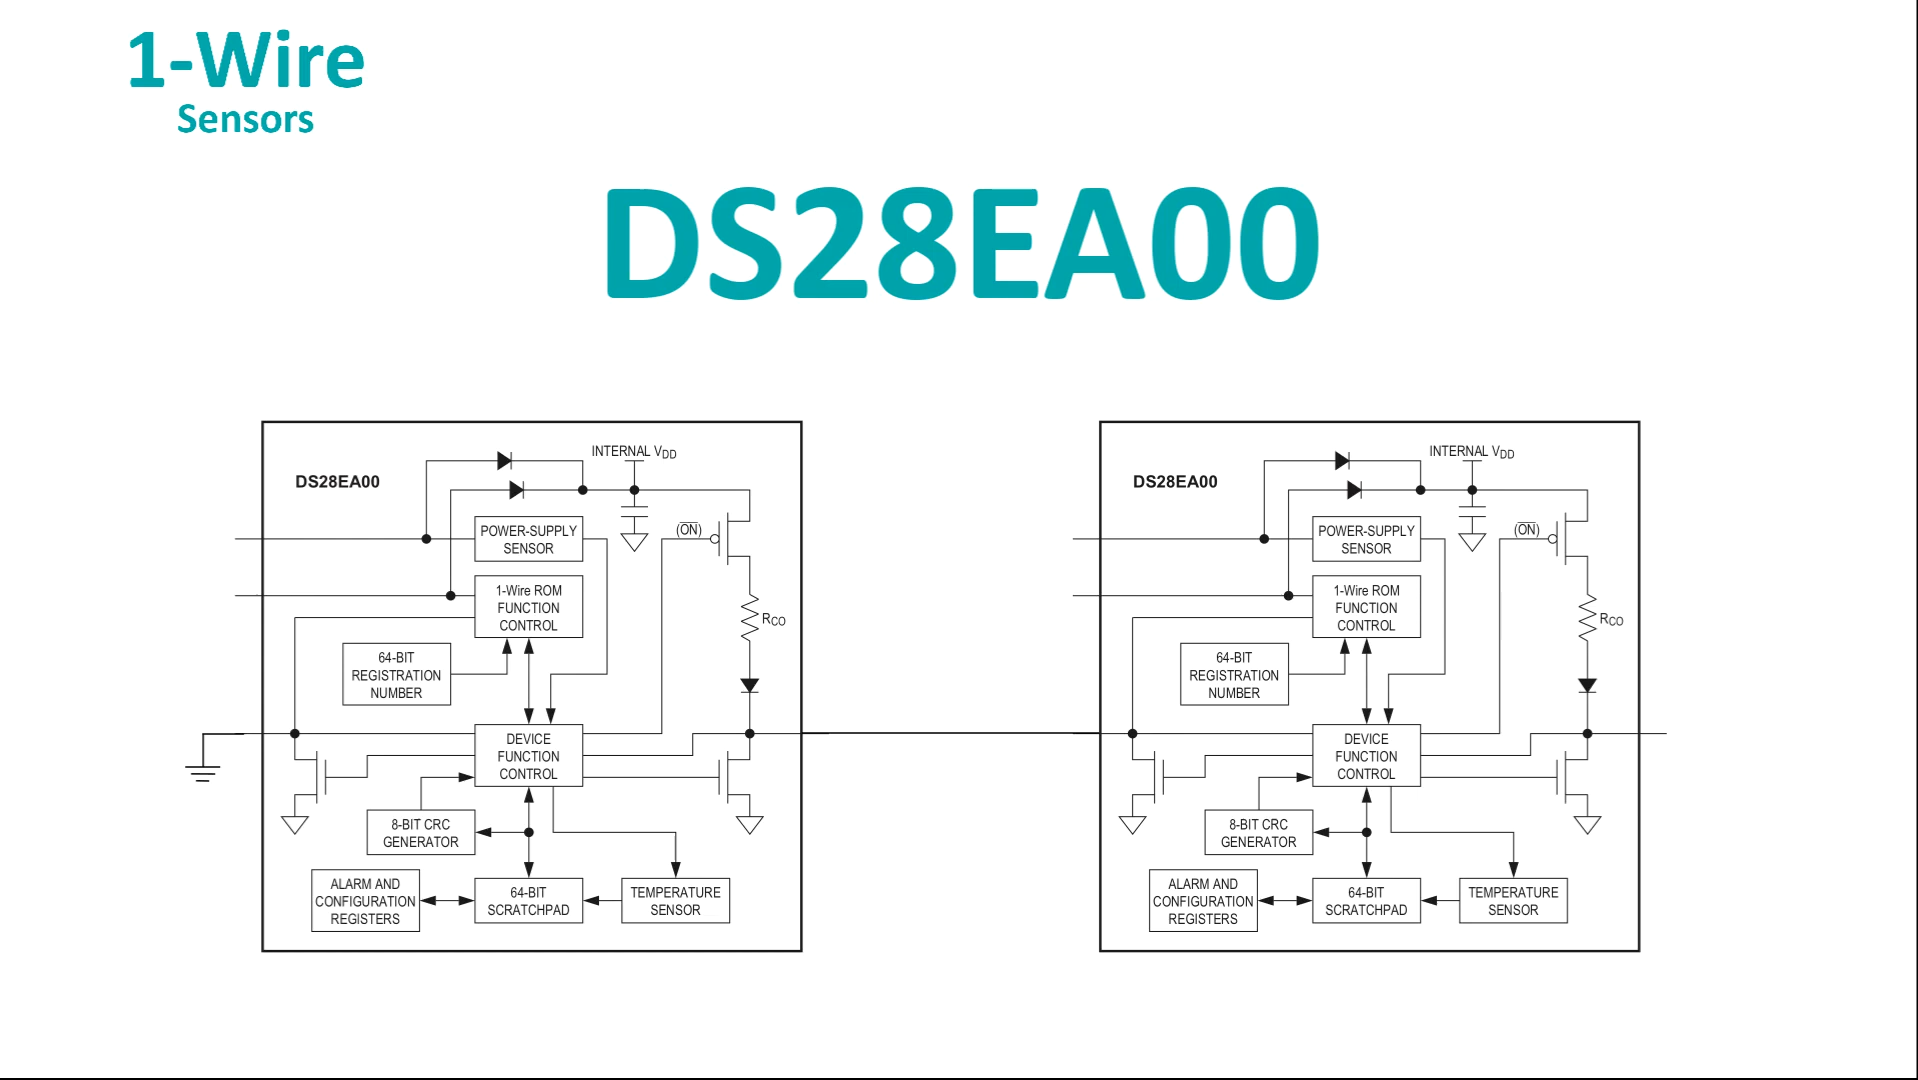 1-Wire
Sensors
DS28EA00
DS28EA00
INTERNAL VDD
POWER-SUPPLY
SENSOR
(ON)
1-Wire ROM
FUNCTION
CONTROL
RCO
64-BIT
REGISTRATION
NUMBER
DEVICE
FUNCTION
CONTROL
8-BIT CRC
GENERATOR
ALARM AND
CONFIGURATION
REGISTERS
64-BIT
SCRATCHPAD
TEMPERATURE
SENSOR
DS28EA00
INTERNAL VDD
POWER-SUPPLY
SENSOR
(ON)
1-Wire ROM
FUNCTION
CONTROL
RCO
64-BIT
REGISTRATION
NUMBER
DEVICE
FUNCTION
CONTROL
8-BIT CRC
GENERATOR
ALARM AND
CONFIGURATION
REGISTERS
64-BIT
SCRATCHPAD
TEMPERATURE
SENSOR